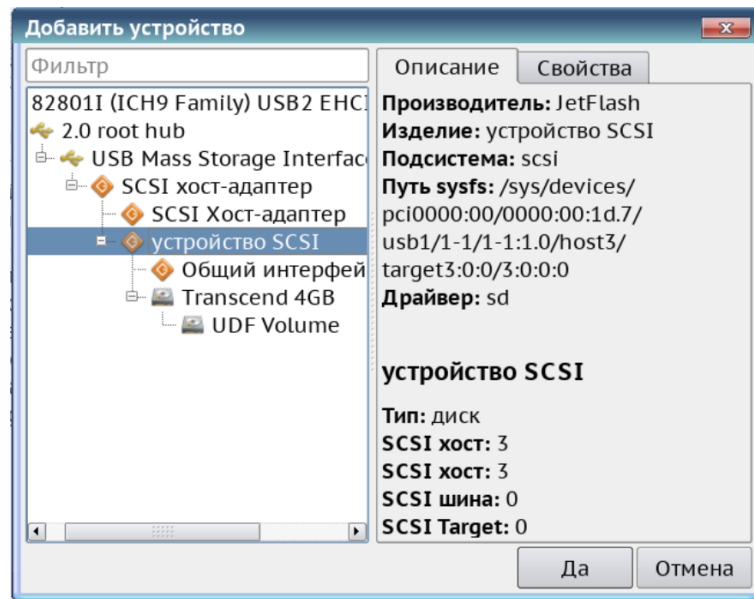 Добавить устройство
Фильтр
82801I (ICH9 Family) USB2 EHCI
2.0 root hub
USB Mass Storage Interfac
SCSI хост-адаптер
SCSI Хост-адаптер
устройство SCSI
Общий интерфей
Transcend 4GB
UDF Volume
Описание
Свойства
Производитель: JetFlash
Изделие: устройство SCSI
Подсистема: scsi
Путь sysfs: /sys/devices/
pci0000:00/0000:00:1d.7/
usb1/1-1/1-1:1.0/host3/
target3:0:0/3:0:0:0
Драйвер: sd
устройство SCSI
Тип: диск
SCSI хост: 3
SCSI хост: 3
SCSI шина: 0
SCSI Target: 0
Да
Отмена